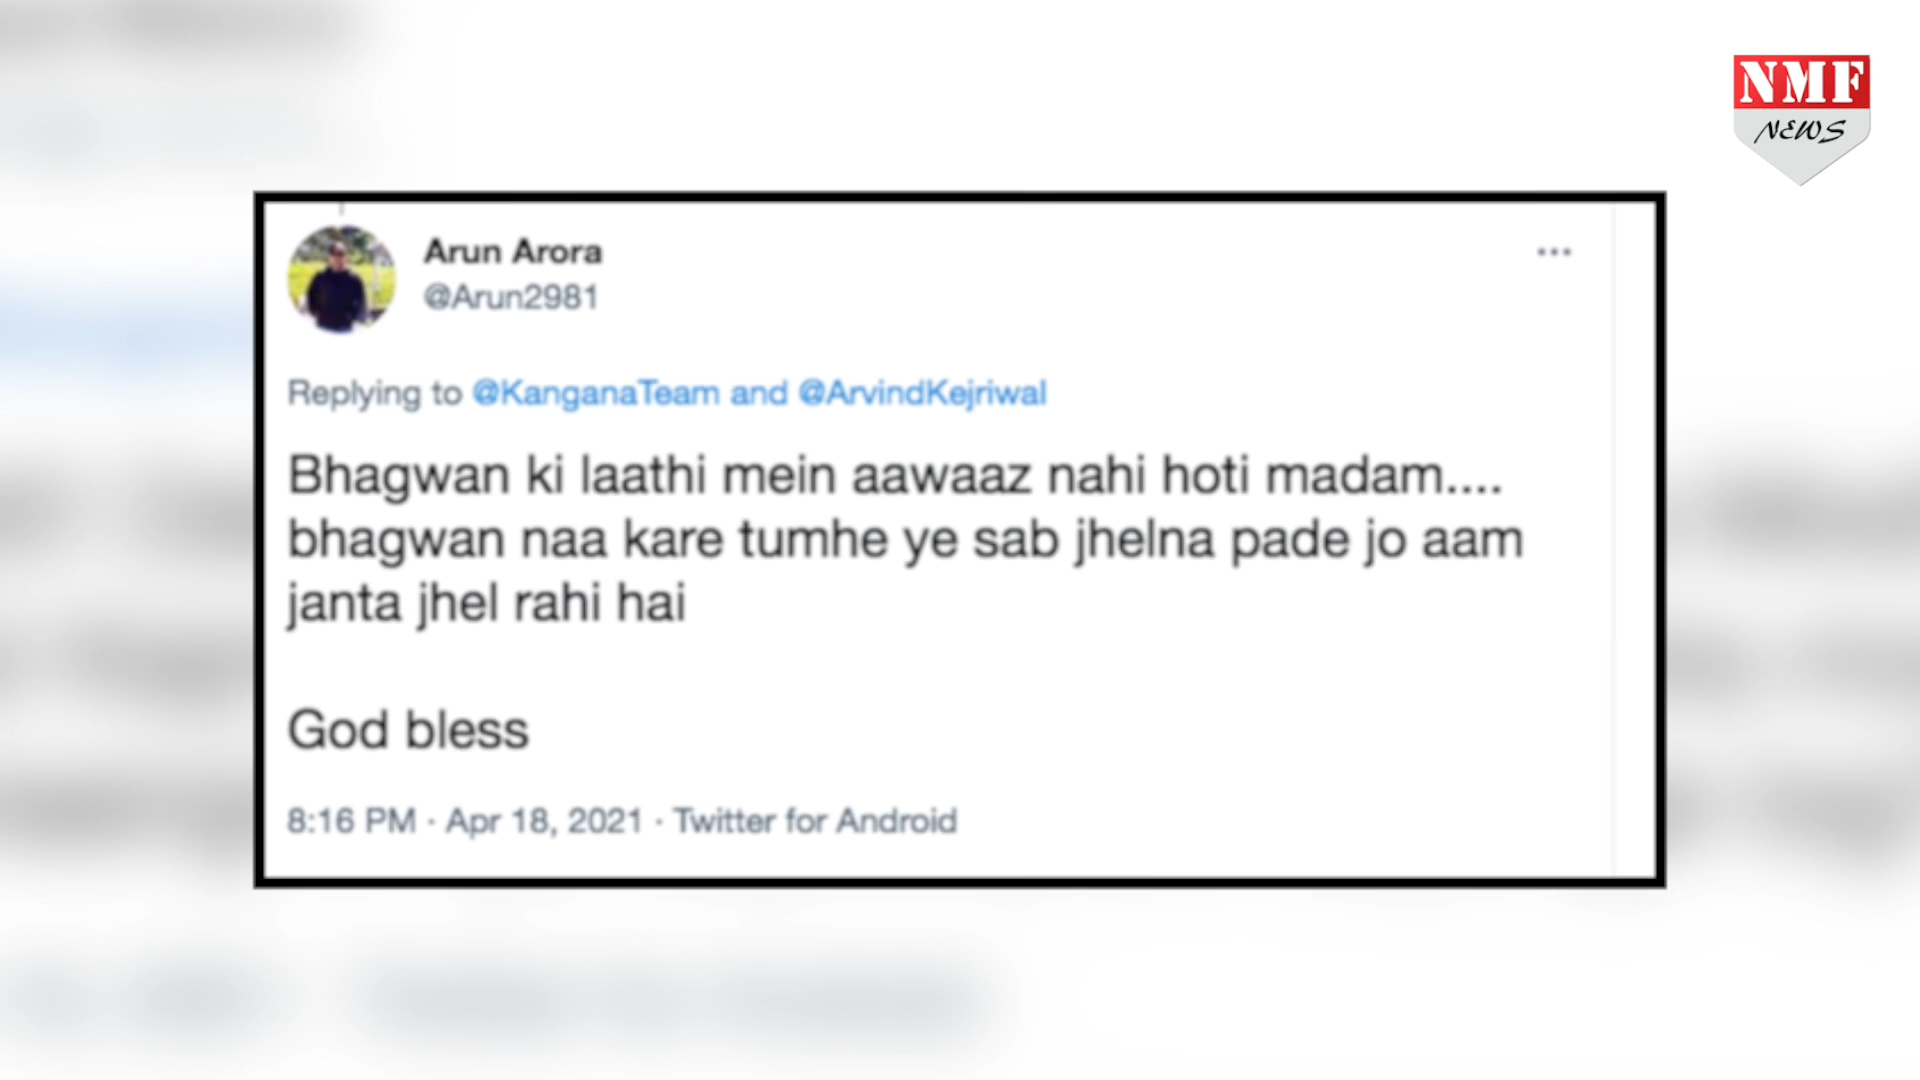 NMF
NEWS
Arun Arora
@Arun2981
Replying to @KanganaTeam and @ArvindKejriwal
Bhagwan ki laathi mein aawaaz nahi hoti madam....
bhagwan naa kare tumhe ye sab jhelna pade jo aam
janta jhel rahi hai
God bless
8:16 PM · Apr 18, 2021 · Twitter for Android